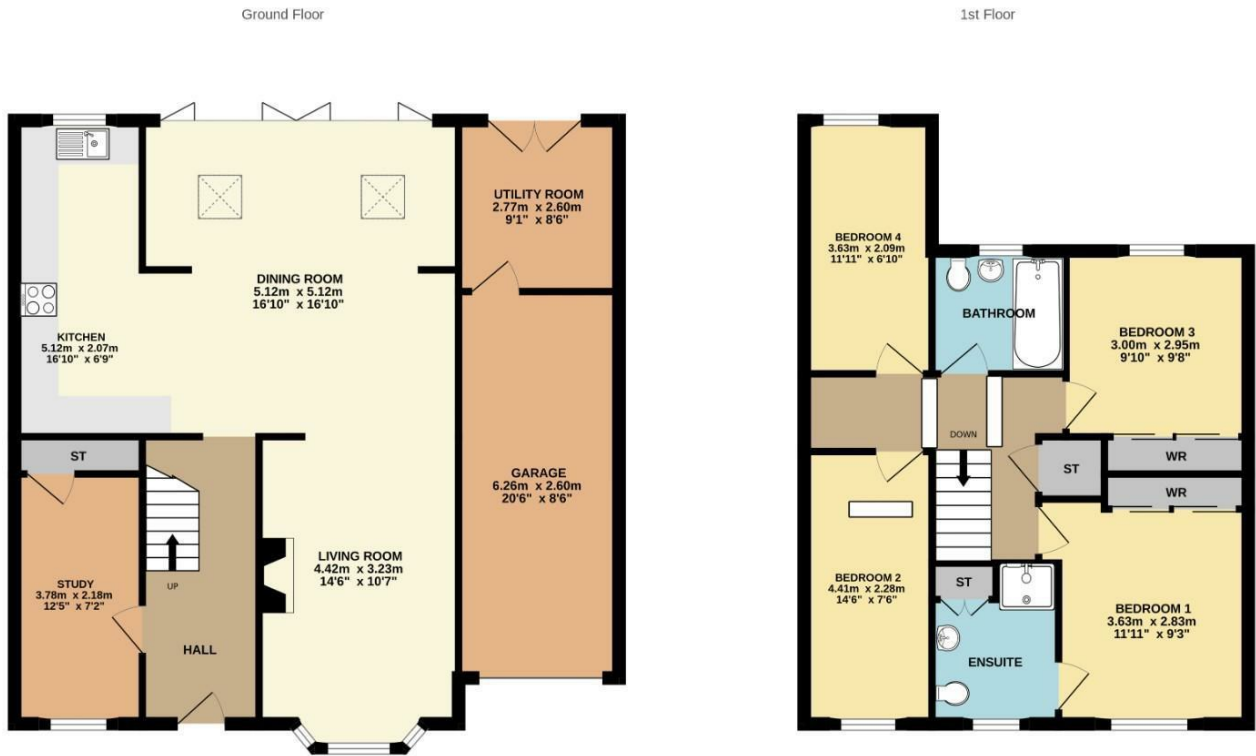 Ground Floor
UTILITY ROOM
2.77m x 2.60m
9'1" x 8'6"
DINING ROOM
5.12m x 5.12m
16'10" x 16'10"
KITCHEN
5.12m x 2.07m
16'10" x 6'9"
ST
GARAGE
6.26m x 2.60m
20'6" x 8'6"
LIVING ROOM
4.42m x 3.23m
14'6" x 10'7"
STUDY
3.78m x 2.18m
12'5" x 7'2"
UP
HALL
1st Floor
BEDROOM 4
3.63m x 2.09m
11'11" x 6'10"
BATHROOM
BEDROOM 3
3.00m x 2.95m
9'10" x 9'8"
DOWN
WR
ST
WR
BEDROOM 2
4.41m x 2.28m
14'6" x 7'6"
ST
BEDROOM 1
3.63m x 2.83m
11'11" x 9'3"
ENSUITE